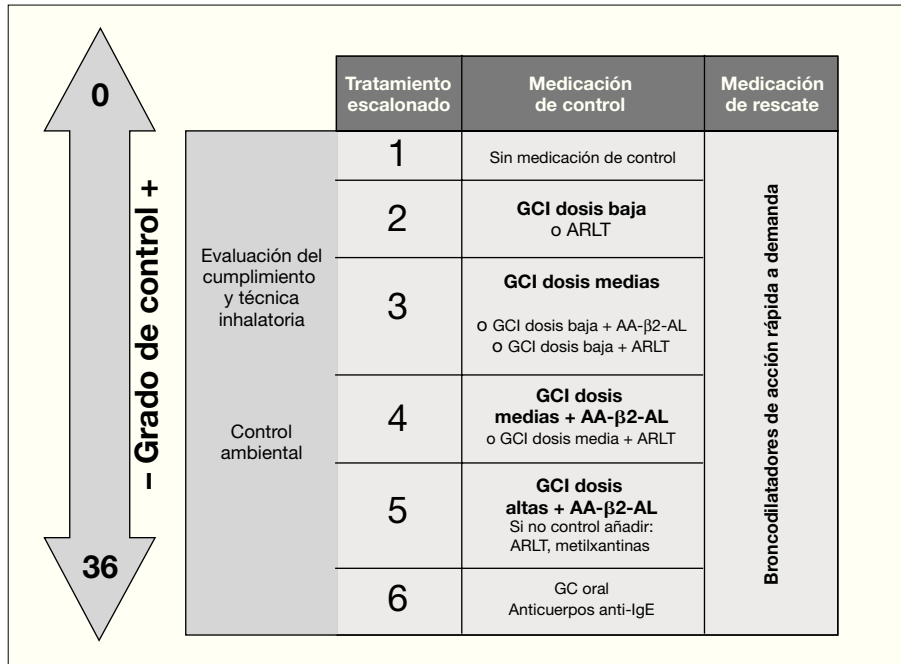 0
– Grado de control +
36
Tratamiento
escalonado
Medicación
de control
Medicación
de rescate
Evaluación del
cumplimiento
y técnica
inhalatoria
Control
ambiental
1
Sin medicación de control
2
GCI dosis baja
o ARLT
3
GCI dosis medias
o GCI dosis baja + AA-β2-AL
o GCI dosis baja + ARLT
4
GCI dosis
medias + AA-β2-AL
o GCI dosis media + ARLT
5
GCI dosis
altas + AA-β2-AL
Si no control añadir:
ARLT, metilxantinas
6
GC oral
Anticuerpos anti-IgE
Broncodilatadores de acción rápida a demanda